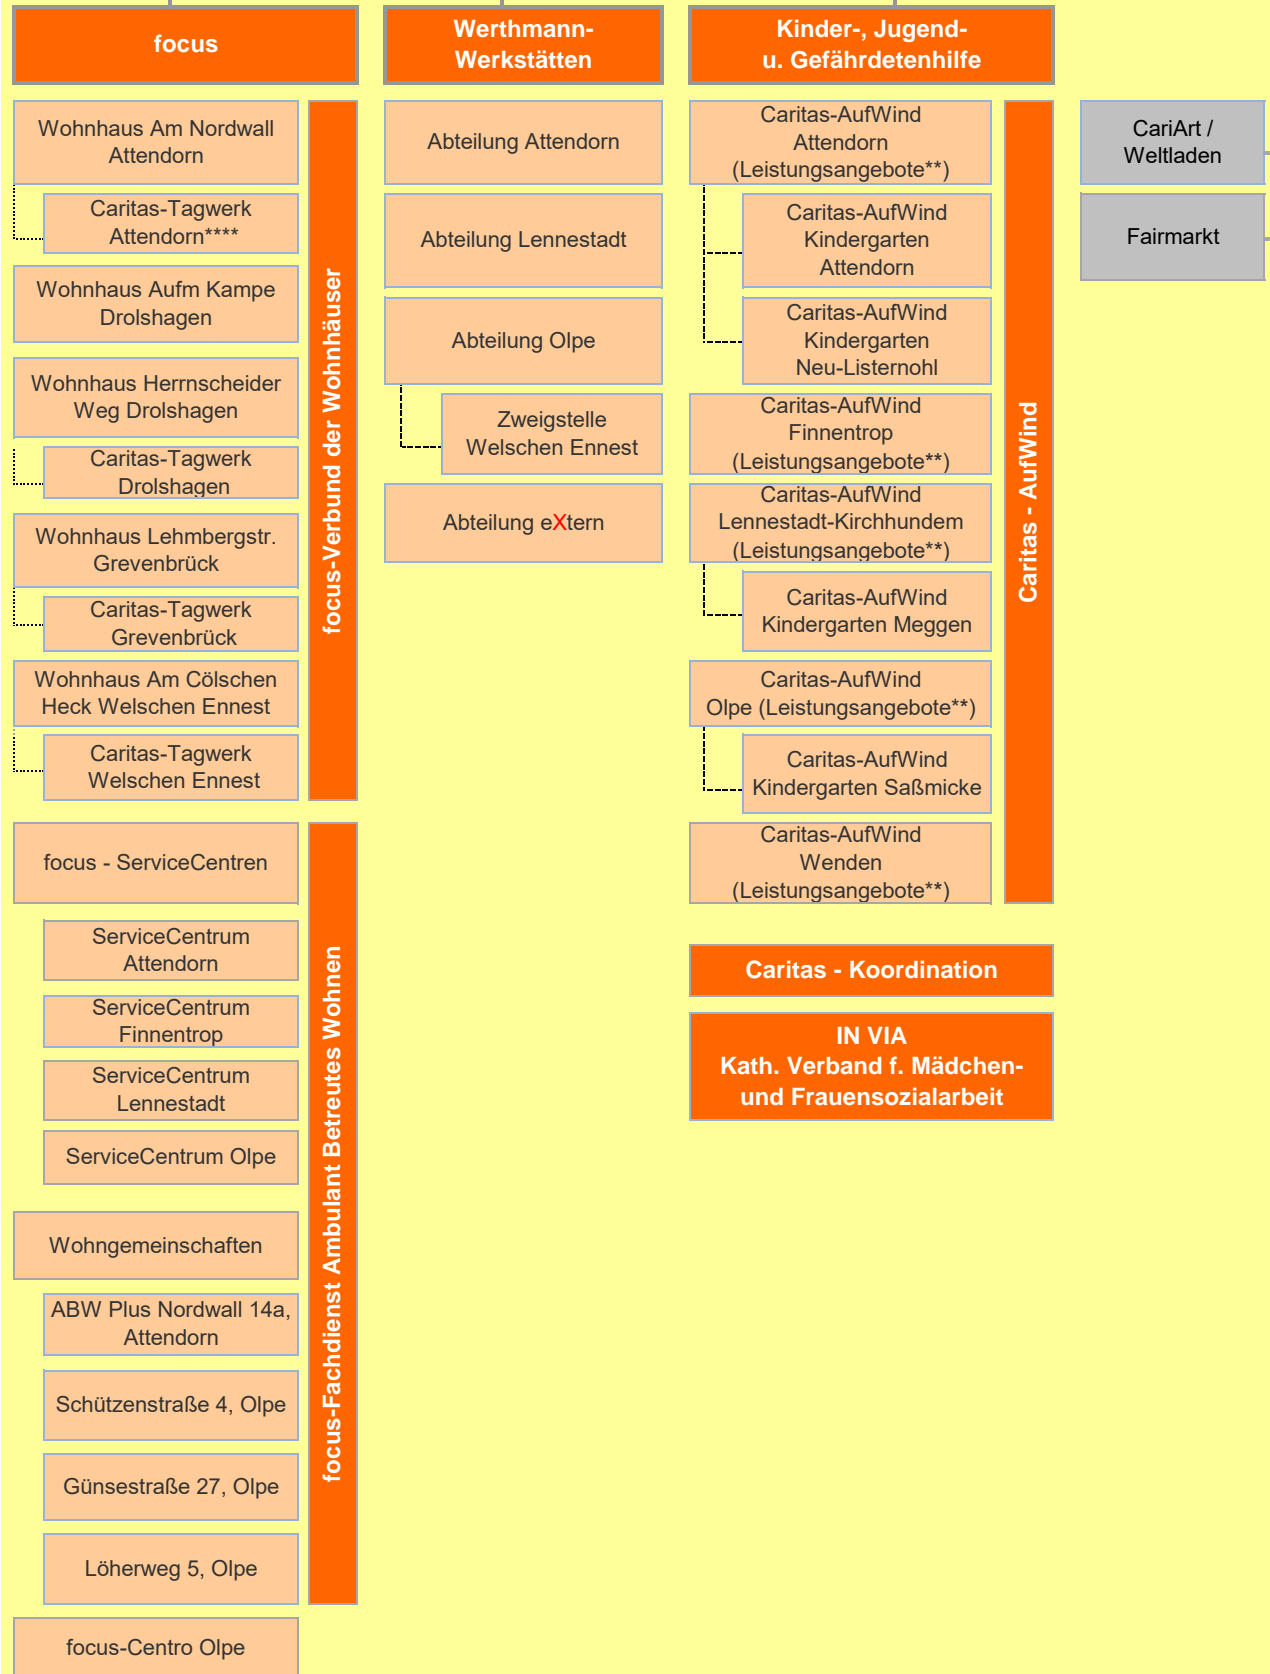 focus
Wohnhaus Am Nordwall
Attendorn
Caritas-Tagwerk
Attendorn****
Wohnhaus Aufm Kampe
Drolshagen
Wohnhaus Herrnscheider
Weg Drolshagen
Caritas-Tagwerk
Drolshagen
Wohnhaus Lehmbergstr.
Grevenbrück
Caritas-Tagwerk
Grevenbrück
Wohnhaus Am Cölschen
Heck Welschen Ennest
Caritas-Tagwerk
Welschen Ennest
focus-Verbund der Wohnhäuser
focus - ServiceCentren
ServiceCentrum
Attendorn
ServiceCentrum
Finnentrop
ServiceCentrum
Lennestadt
ServiceCentrum Olpe
Wohngemeinschaften
ABW Plus Nordwall 14a,
Attendorn
Schützenstraße 4, Olpe
Günsestraße 27, Olpe
Löherweg 5, Olpe
focus-Fachdienst Ambulant Betreutes Wohnen
focus-Centro Olpe
Werthmann-
Werkstätten
Abteilung Attendorn
Abteilung Lennestadt
Abteilung Olpe
Zweigstelle
Welschen Ennest
Abteilung eXtern
Kinder-, Jugend-
u. Gefährdetenhilfe
Caritas-AufWind
Attendorn
(Leistungsangebote**)
Caritas-AufWind
Kindergarten
Attendorn
Caritas-AufWind
Kindergarten
Neu-Listernohl
Caritas-AufWind
Finnentrop
(Leistungsangebote**)
Caritas-AufWind
Lennestadt-Kirchhundem
(Leistungsangebote**)
Caritas-AufWind
Kindergarten Meggen
Caritas-AufWind
Olpe (Leistungsangebote**)
Caritas-AufWind
Kindergarten Saßmicke
Caritas-AufWind
Wenden
(Leistungsangebote**)
Caritas - AufWind
Caritas - Koordination
IN VIA
Kath. Verband f. Mädchen-
und Frauensozialarbeit
CariArt /
Weltladen
Fairmarkt